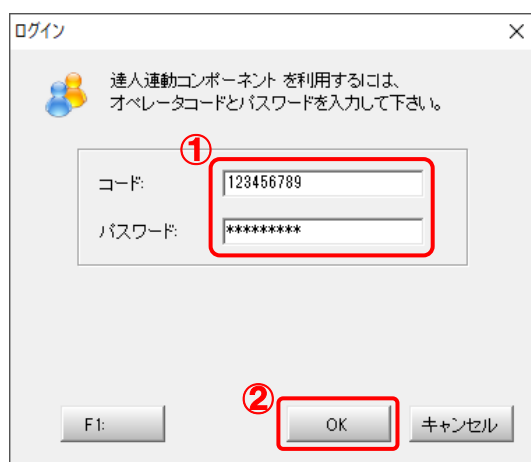 ログイン
達人連動コンポーネント を利用するには、
オペレータコードとパスワードを入力して下さい。
①
コード: 123456789
パスワード: *********
②
F1: OK キャンセル